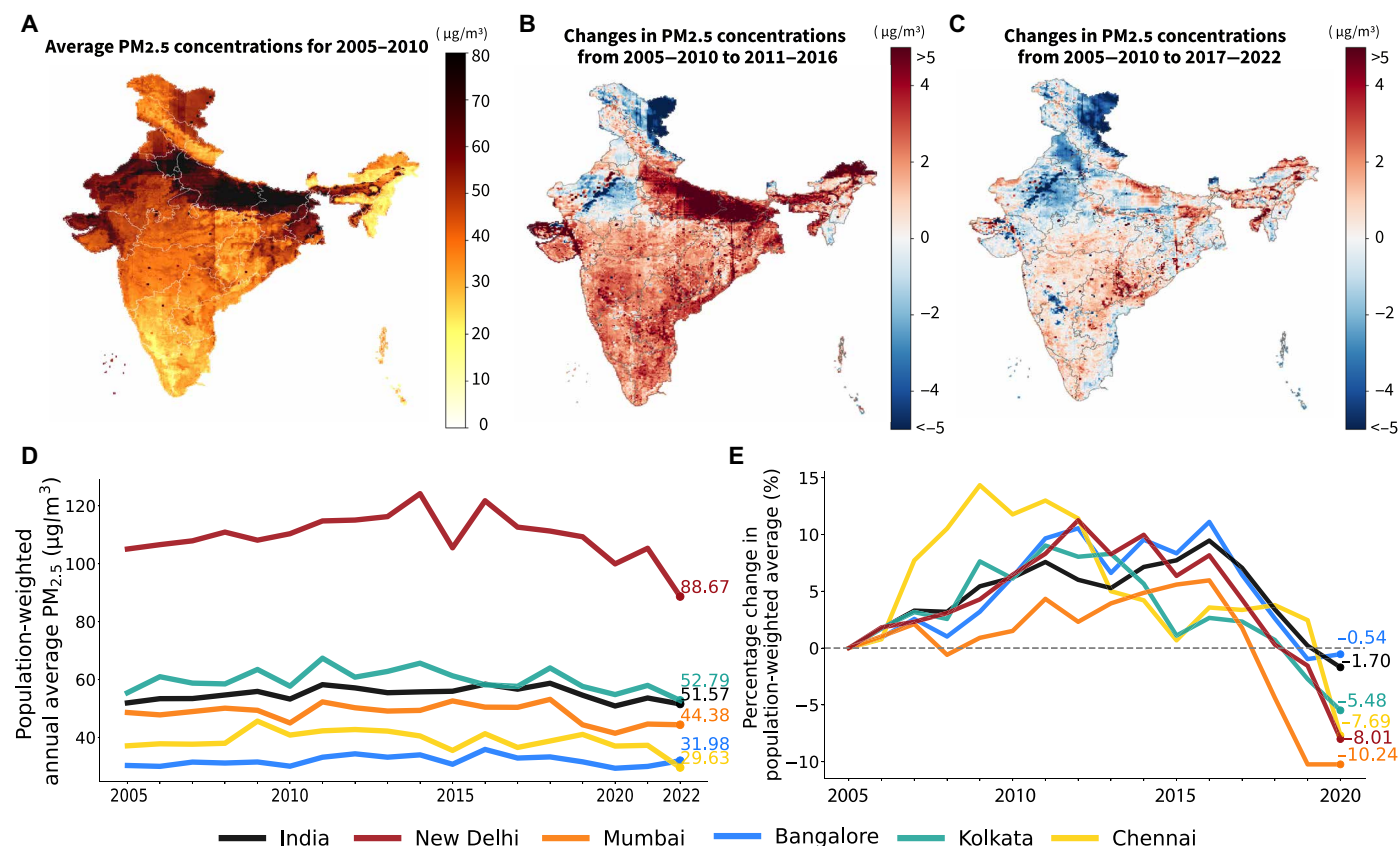 A
Average PM2.5 concentrations for 2005–2010
(µg/m³)
80
70
60
50
40
30
20
10
0
B
Changes in PM2.5 concentrations
from 2005–2010 to 2011–2016
(µg/m³)
>5
4
2
0
−2
−4
<−5
C
Changes in PM2.5 concentrations
from 2005–2010 to 2017–2022
(µg/m³)
>5
4
2
0
−2
−4
<−5
D
Population-weighted
annual average PM2.5 (µg/m³)
120
100
80
60
40
2005
2010
2015
2020
2022
88.67
52.79
51.57
44.38
31.98
29.63
E
Percentage change in
population-weighted average (%)
15
10
5
0
−5
−10
2005
2010
2015
2020
−0.54
−1.70
−5.48
−7.69
−8.01
−10.24
India
New Delhi
Mumbai
Bangalore
Kolkata
Chennai